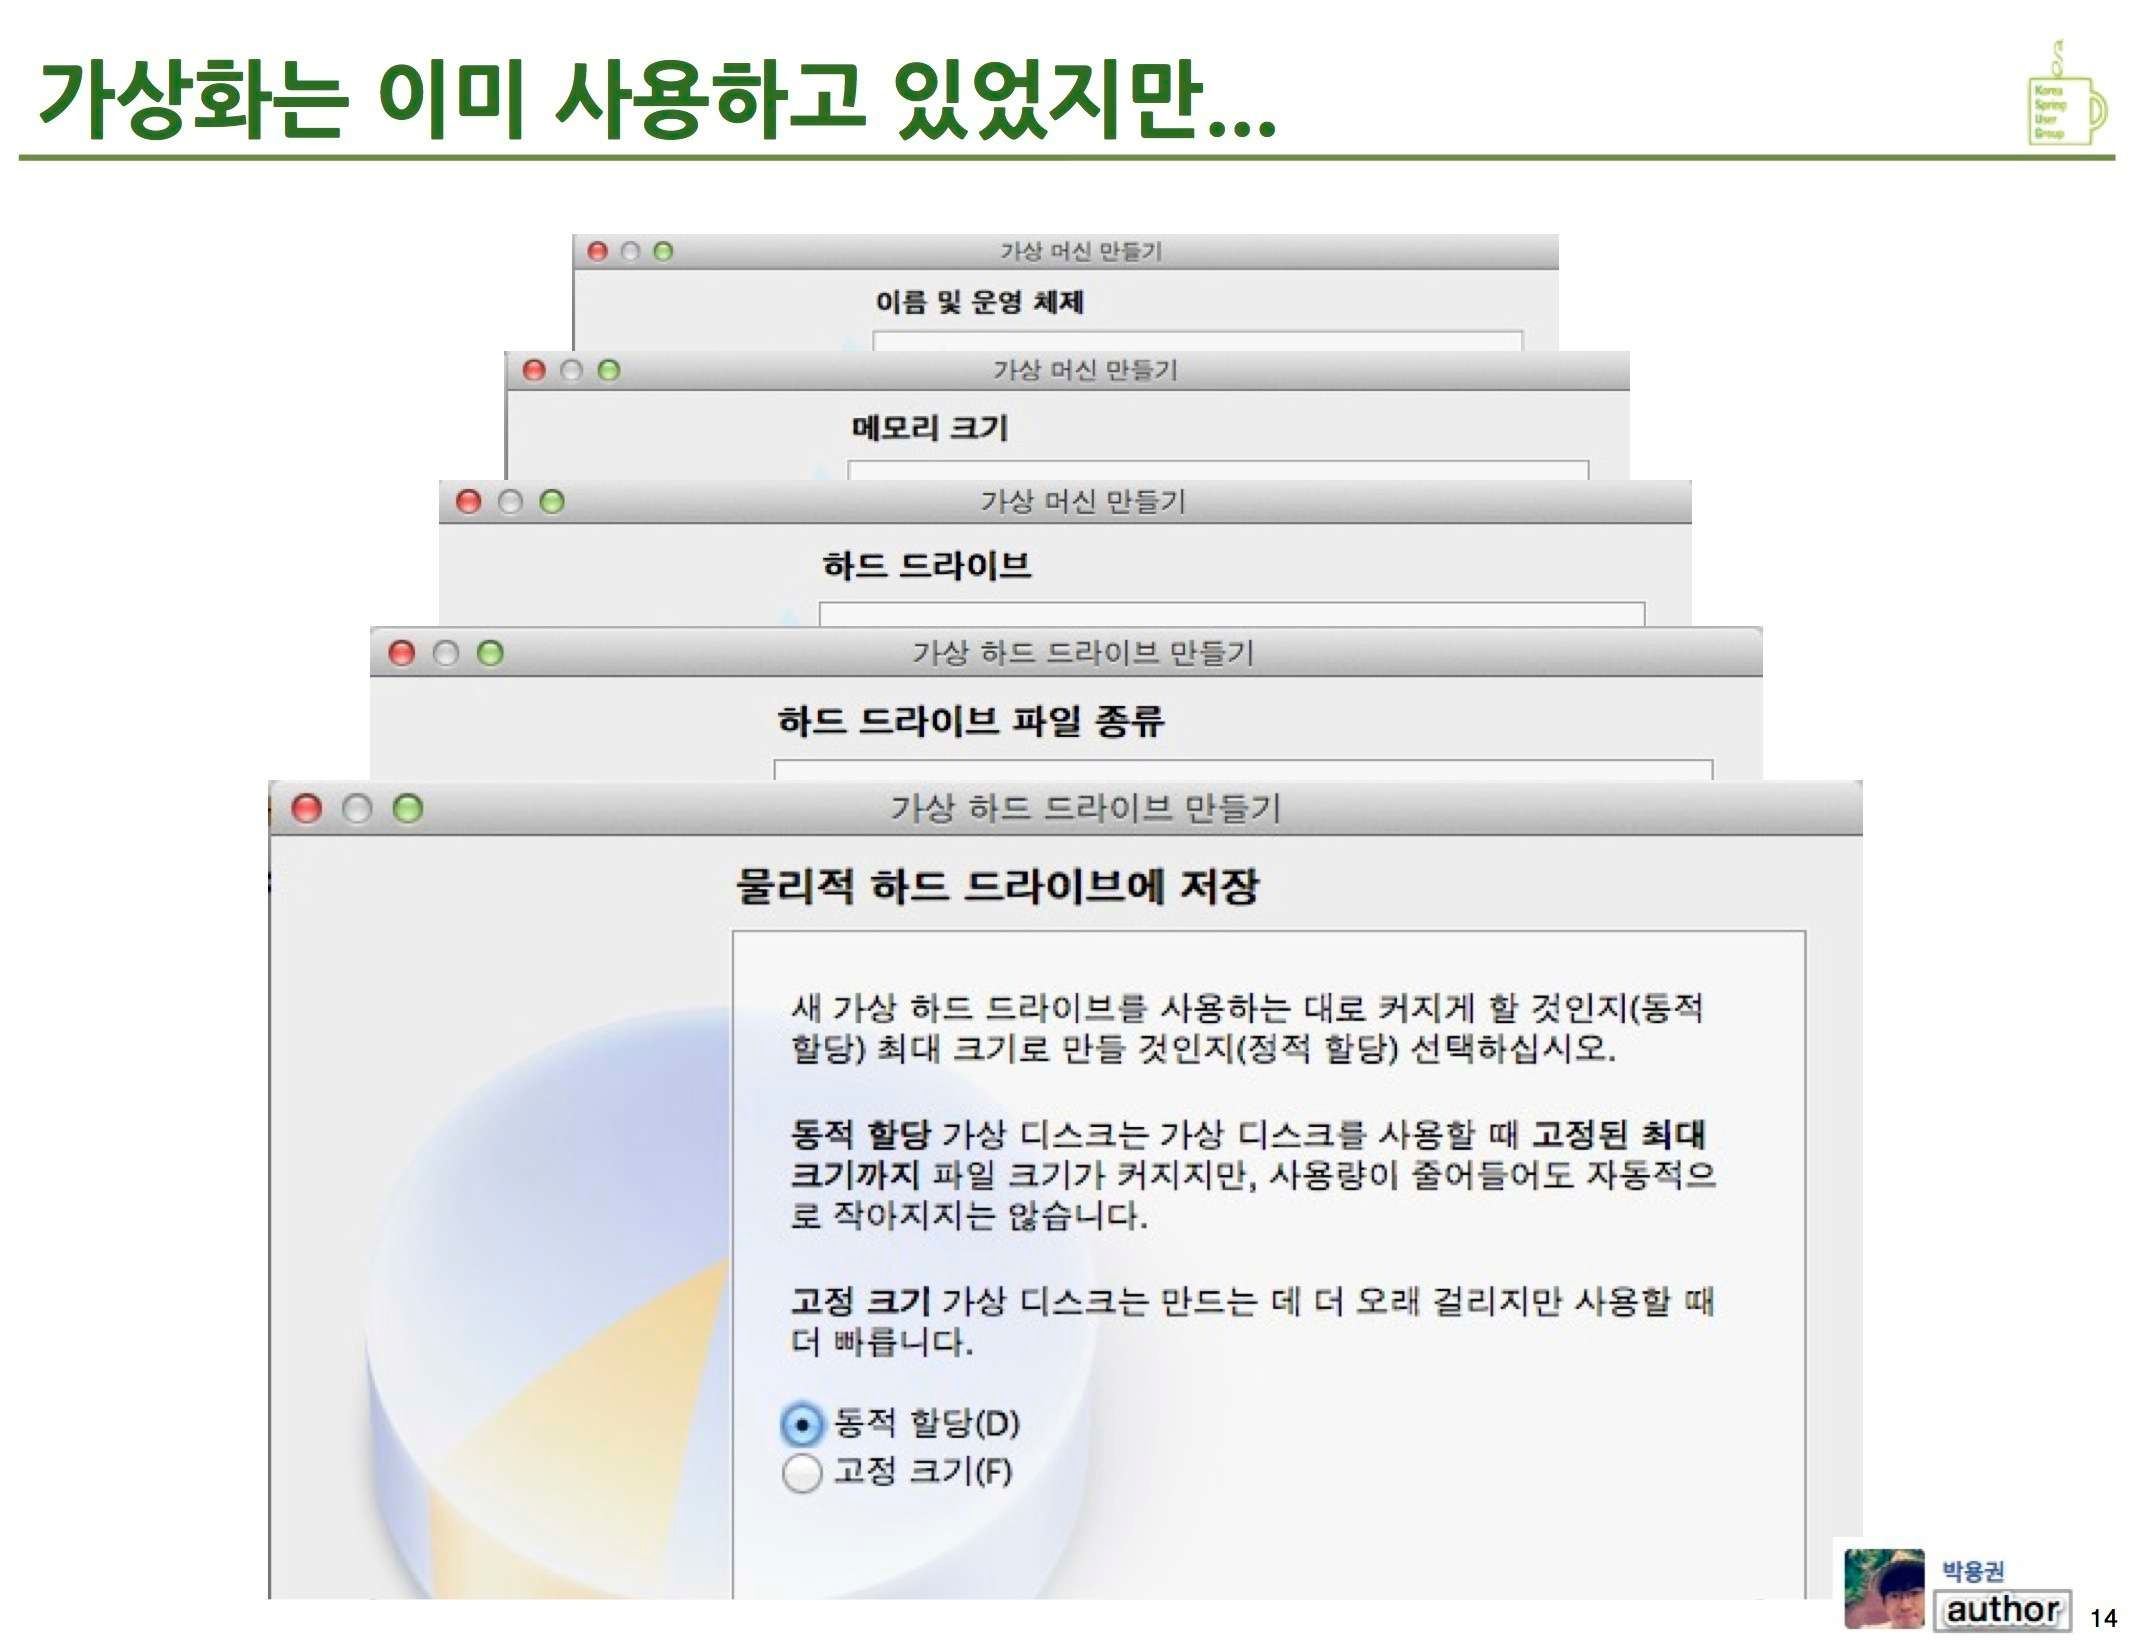 가상화는 이미 사용하고 있었지만...
Korea
Spring
User
Group
가상 머신 만들기
이름 및 운영 체제
가상 머신 만들기
메모리 크기
가상 머신 만들기
하드 드라이브
가상 하드 드라이브 만들기
하드 드라이브 파일 종류
가상 하드 드라이브 만들기
물리적 하드 드라이브에 저장
새 가상 하드 드라이브를 사용하는 대로 커지게 할 것인지(동적
할당) 최대 크기로 만들 것인지(정적 할당) 선택하십시오.
동적 할당 가상 디스크는 가상 디스크를 사용할 때 고정된 최대
크기까지 파일 크기가 커지지만, 사용량이 줄어들어도 자동적으
로 작아지지는 않습니다.
고정 크기 가상 디스크는 만드는 데 더 오래 걸리지만 사용할 때
더 빠릅니다.
동적 할당(D)
고정 크기(F)
박용권
author
14